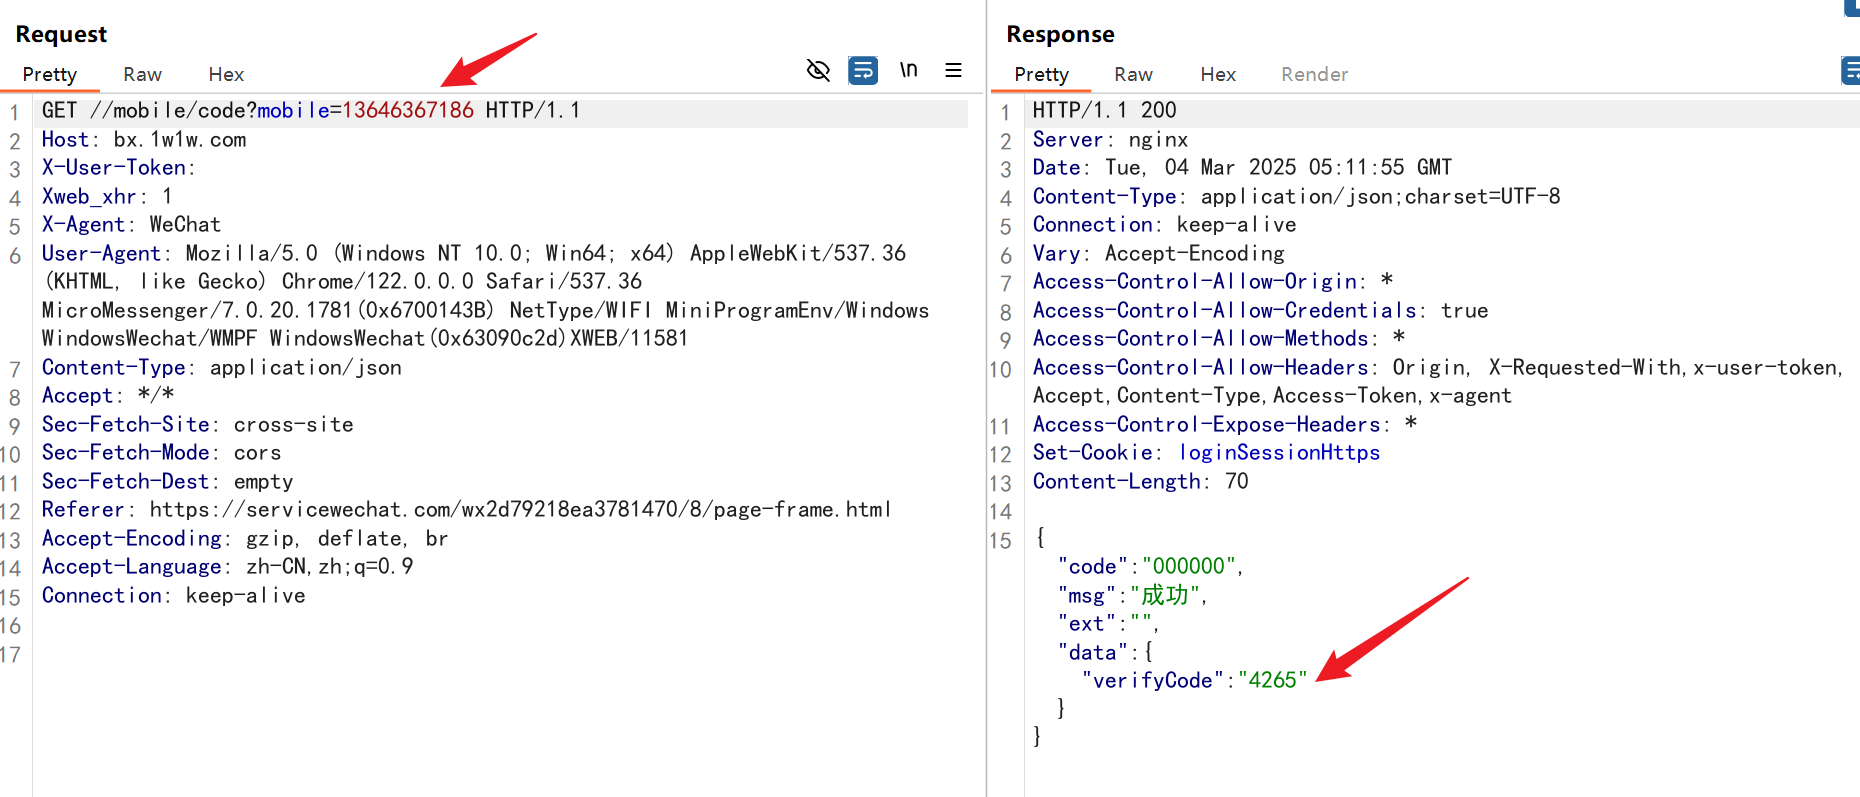 Request
Pretty Raw Hex \n
1 GET //mobile/code?mobile=13646367186 HTTP/1.1
2 Host: bx.1w1w.com
3 X-User-Token:
4 Xweb_xhr: 1
5 X-Agent: WeChat
6 User-Agent: Mozilla/5.0 (Windows NT 10.0; Win64; x64) AppleWebKit/537.36
(KHTML, like Gecko) Chrome/122.0.0.0 Safari/537.36
MicroMessenger/7.0.20.1781(0x6700143B) NetType/WIFI MiniProgramEnv/Windows
WindowsWechat/WMPF WindowsWechat(0x63090c2d)XWEB/11581
7 Content-Type: application/json
8 Accept: */*
9 Sec-Fetch-Site: cross-site
10 Sec-Fetch-Mode: cors
11 Sec-Fetch-Dest: empty
12 Referer: https://servicewechat.com/wx2d79218ea3781470/8/page-frame.html
13 Accept-Encoding: gzip, deflate, br
14 Accept-Language: zh-CN,zh;q=0.9
15 Connection: keep-alive
16
17
Response
Pretty Raw Hex Render
1 HTTP/1.1 200
2 Server: nginx
3 Date: Tue, 04 Mar 2025 05:11:55 GMT
4 Content-Type: application/json;charset=UTF-8
5 Connection: keep-alive
6 Vary: Accept-Encoding
7 Access-Control-Allow-Origin: *
8 Access-Control-Allow-Credentials: true
9 Access-Control-Allow-Methods: *
10 Access-Control-Allow-Headers: Origin, X-Requested-With,x-user-token,
Accept,Content-Type,Access-Token,x-agent
11 Access-Control-Expose-Headers: *
12 Set-Cookie: loginSessionHttps
13 Content-Length: 70
14
15 {
"code":"000000",
"msg":"成功",
"ext":"",
"data":{
"verifyCode":"4265"
}
}